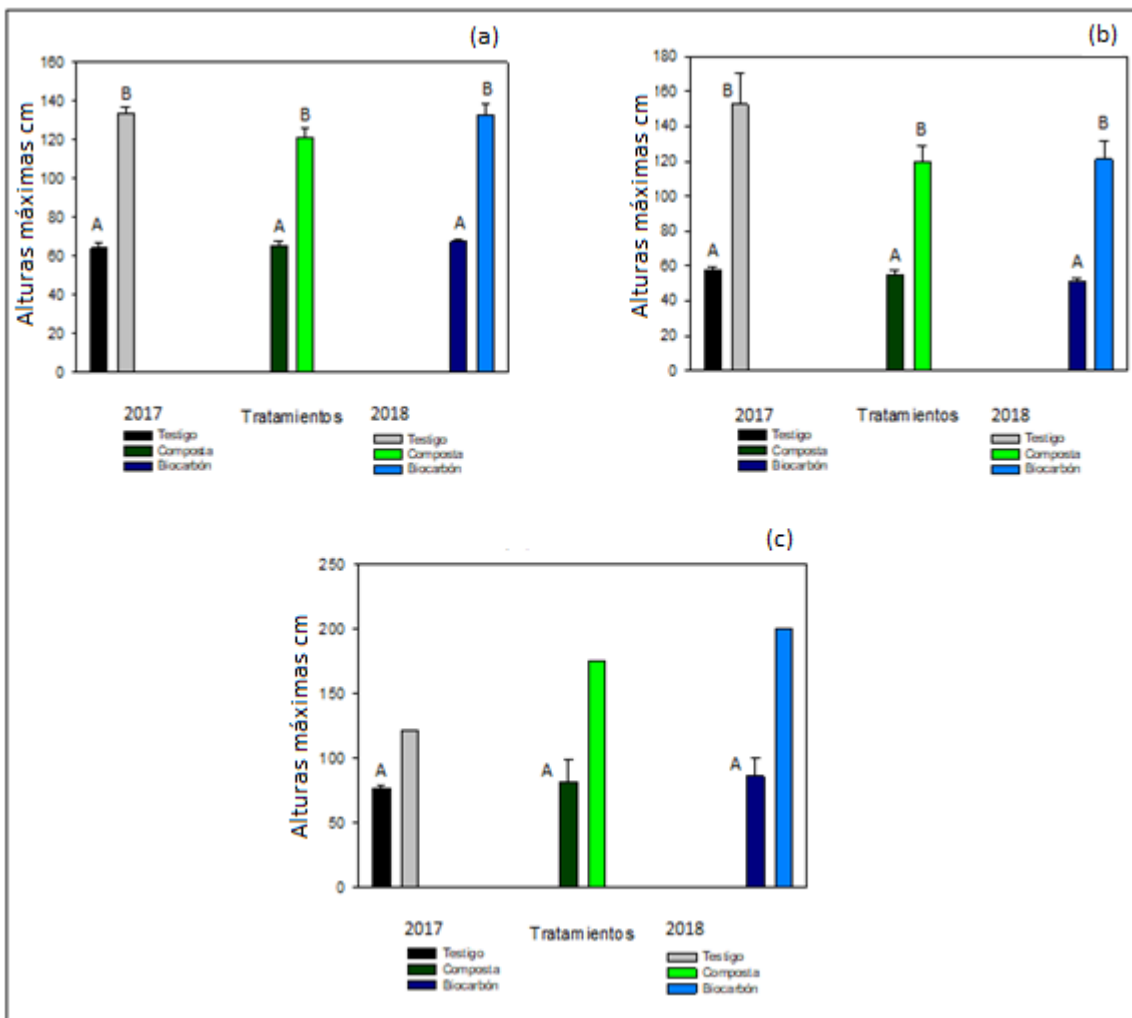 (a)
Alturas máximas cm
160
140
120
100
80
60
40
20
0
A
B
A
B
A
B
2017
Tratamientos
2018
Testigo
Composta
Biocarbón
Testigo
Composta
Biocarbón
(b)
Alturas máximas cm
180
160
140
120
100
80
60
40
20
0
A
B
A
B
A
B
2017
Tratamientos
2018
Testigo
Composta
Biocarbón
Testigo
Composta
Biocarbón
(c)
Alturas máximas cm
250
200
150
100
50
0
A
A
A
2017
Tratamientos
2018
Testigo
Composta
Biocarbón
Testigo
Composta
Biocarbón